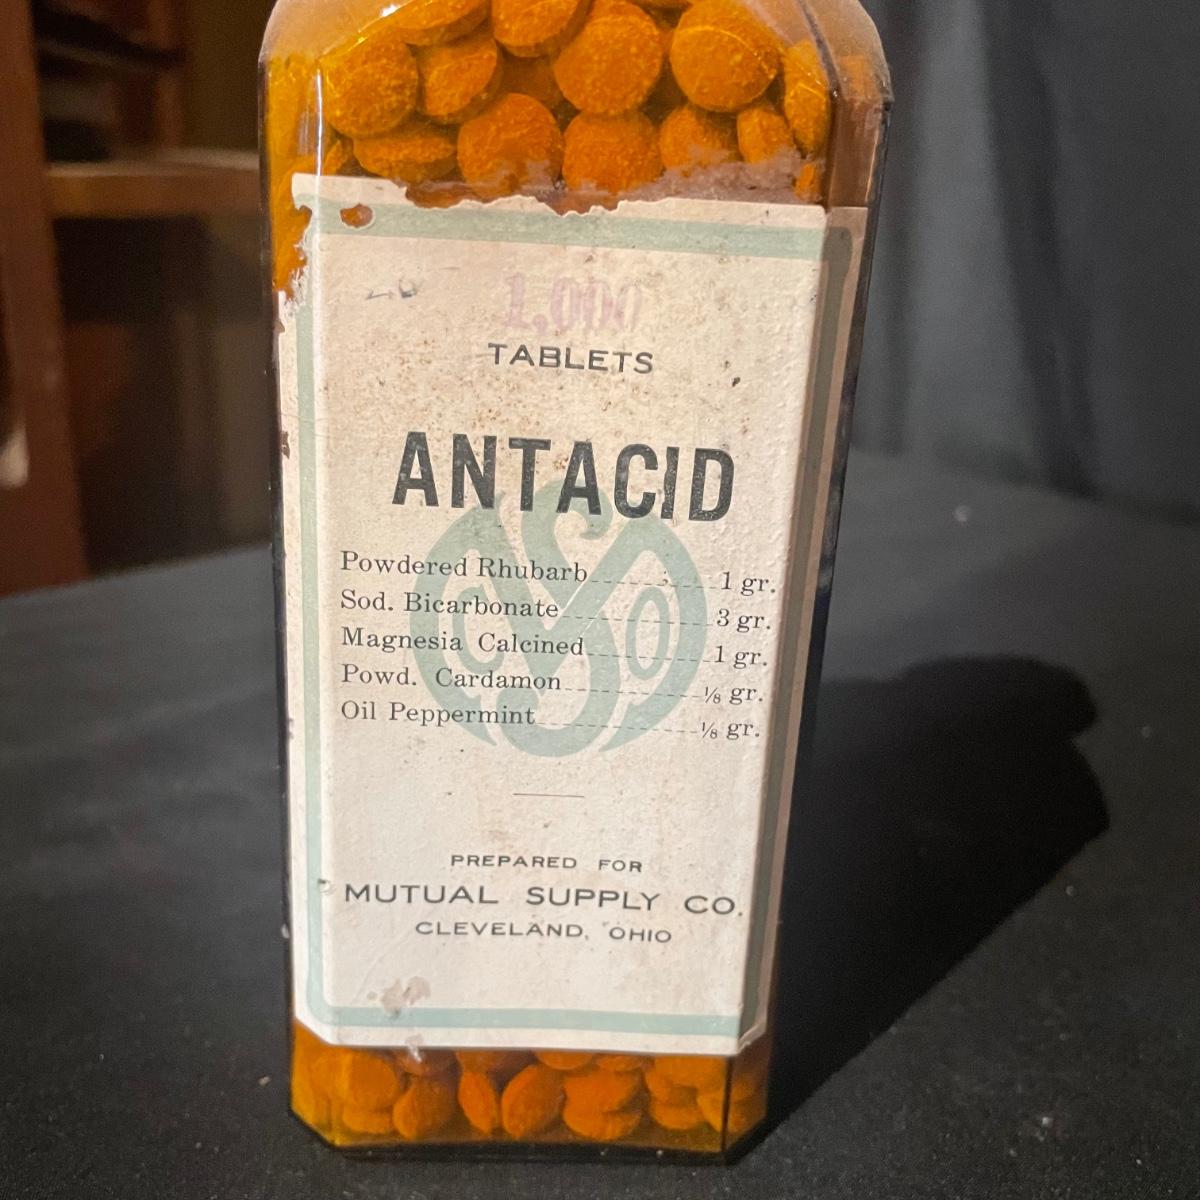 1,000
TABLETS
ANTACID
Powdered Rhubarb 1 gr.
Sod. Bicarbonate 3 gr.
Magnesia Calcined 1 gr.
Powd. Cardamon ⅛ gr.
Oil Peppermint ⅛ gr.
PREPARED FOR
MUTUAL SUPPLY CO.
CLEVELAND, OHIO